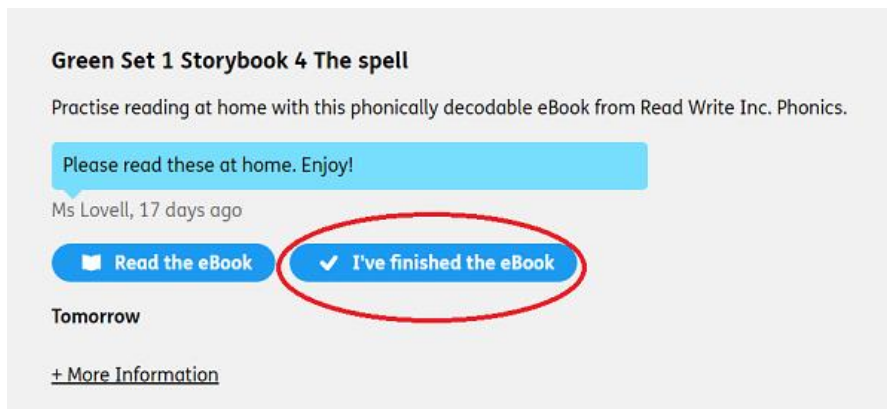 Green Set 1 Storybook 4 The spell
Practise reading at home with this phonically decodable eBook from Read Write Inc. Phonics.
Please read these at home. Enjoy!
Ms Lovell, 17 days ago
Read the eBook I've finished the eBook
Tomorrow
+ More Information